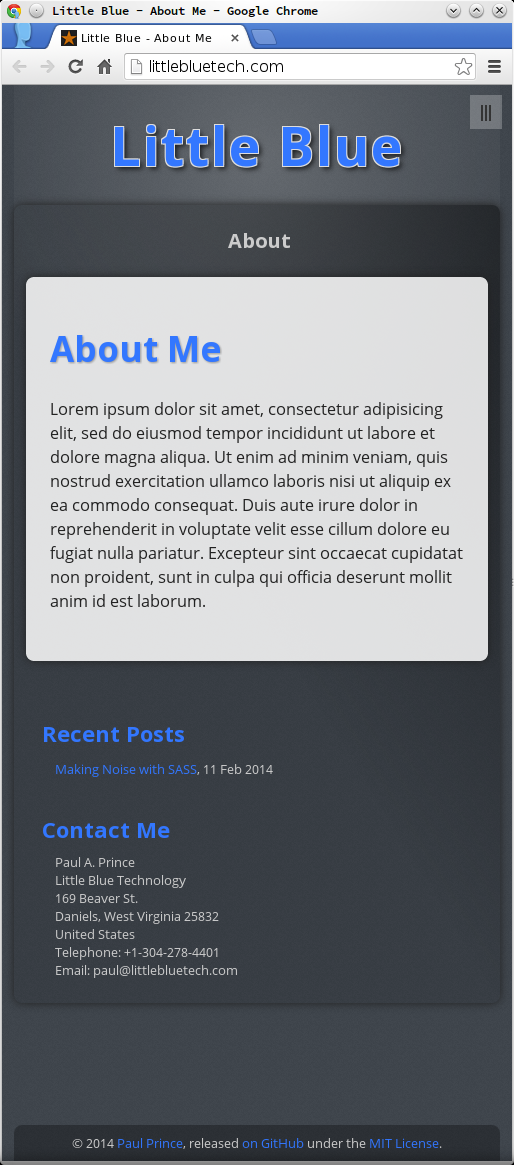 Little Blue - About Me - Google Chrome
Little Blue - About Me
littlebluetech.com
Little Blue
About
About Me
Lorem ipsum dolor sit amet, consectetur adipisicing
elit, sed do eiusmod tempor incididunt ut labore et
dolore magna aliqua. Ut enim ad minim veniam, quis
nostrud exercitation ullamco laboris nisi ut aliquip ex
ea commodo consequat. Duis aute irure dolor in
reprehenderit in voluptate velit esse cillum dolore eu
fugiat nulla pariatur. Excepteur sint occaecat cupidatat
non proident, sunt in culpa qui officia deserunt mollit
anim id est laborum.
Recent Posts
Making Noise with SASS, 11 Feb 2014
Contact Me
Paul A. Prince
Little Blue Technology
169 Beaver St.
Daniels, West Virginia 25832
United States
Telephone: +1-304-278-4401
Email: paul@littlebluetech.com
© 2014 Paul Prince, released on GitHub under the MIT License.